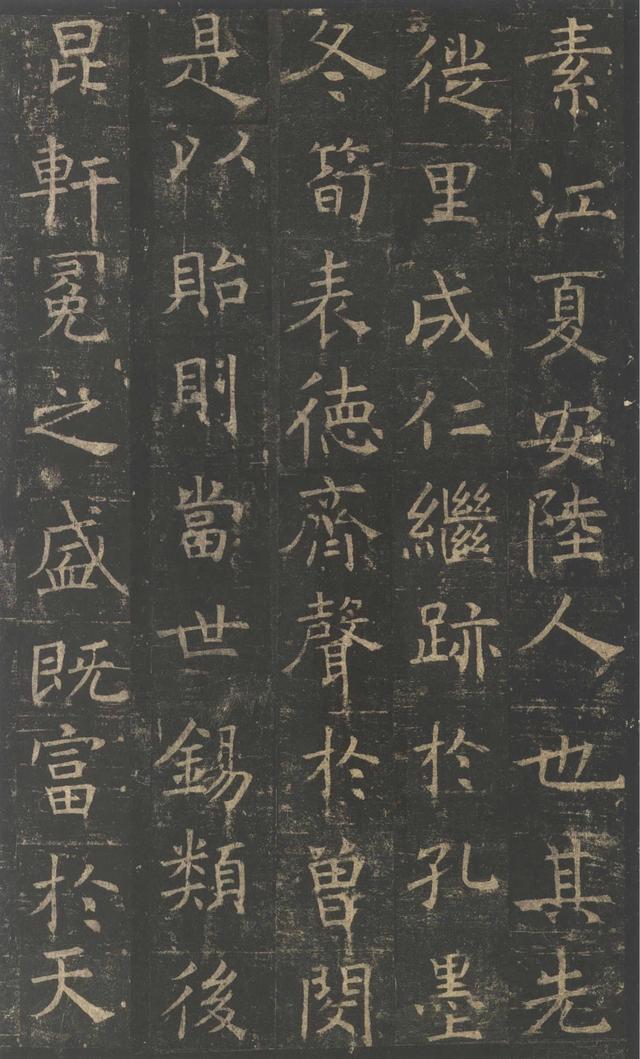 素江夏安陸人也其先
徙里成仁繼跡於孔墨
冬筍表德齊聲於曾閔
是以貽則當世錫類後
昆軒冕之盛既富於天